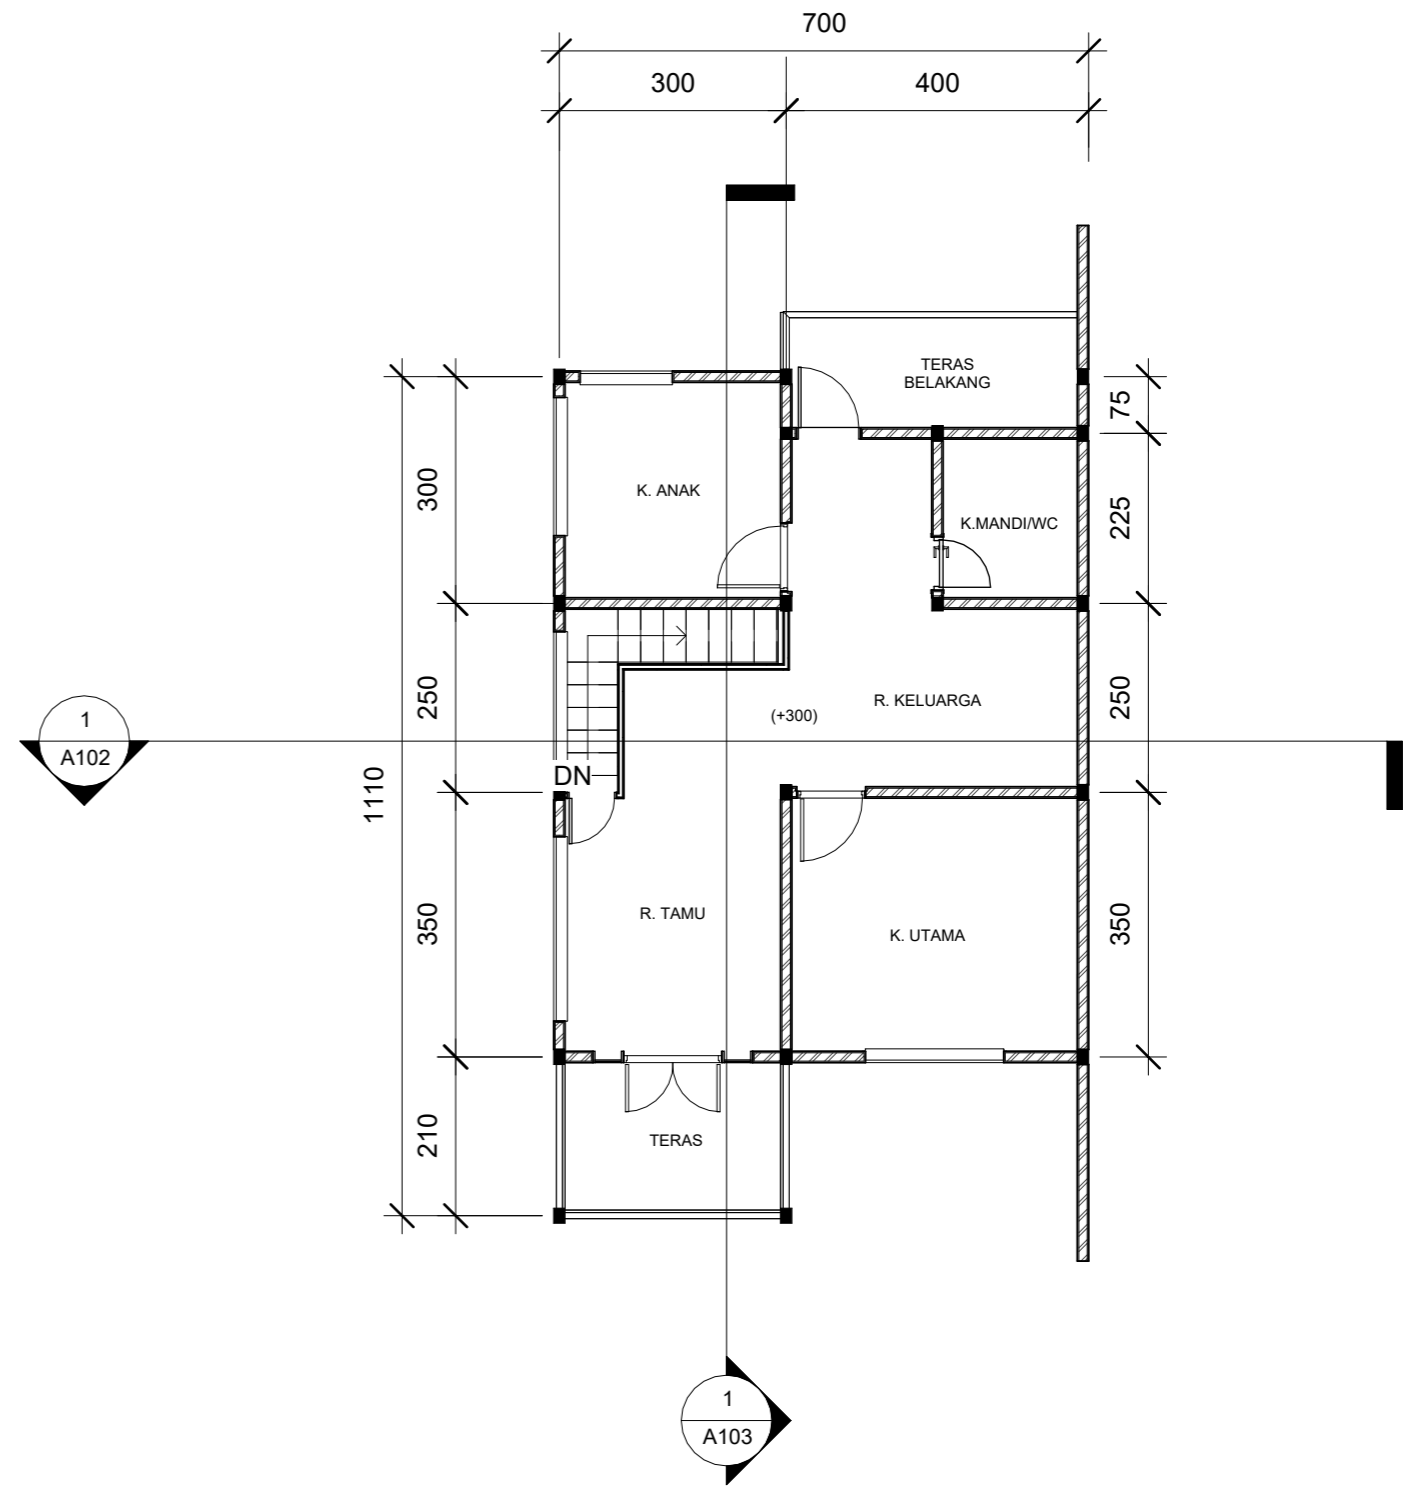 700
300
400
TERAS
BELAKANG
75
300
K. ANAK
K.MANDI/WC
225
250
R. KELUARGA
250
(+300)
1
A102
DN
1110
350
R. TAMU
K. UTAMA
350
210
TERAS
1
A103